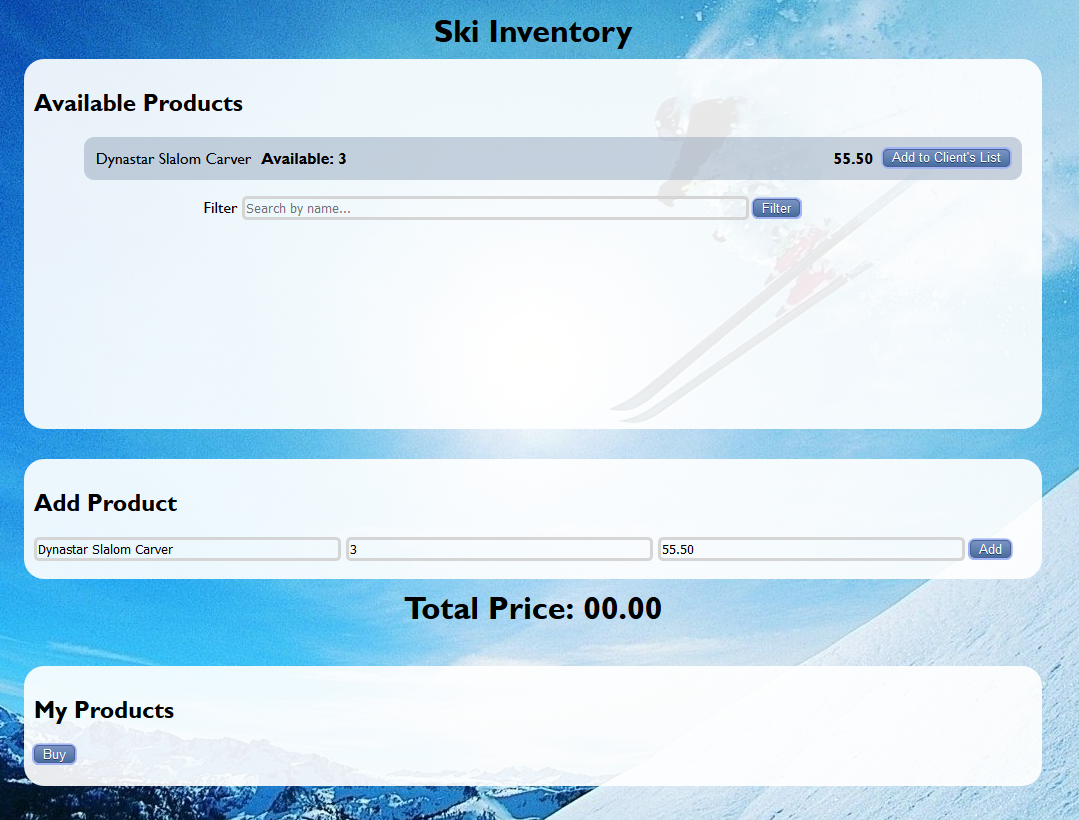 Ski Inventory
Available Products
Dynastar Slalom Carver Available: 3 55.50 Add to Client's List
Filter Search by name... Filter
Add Product
Dynastar Slalom Carver 3 55.50 Add
Total Price: 00.00
My Products
Buy